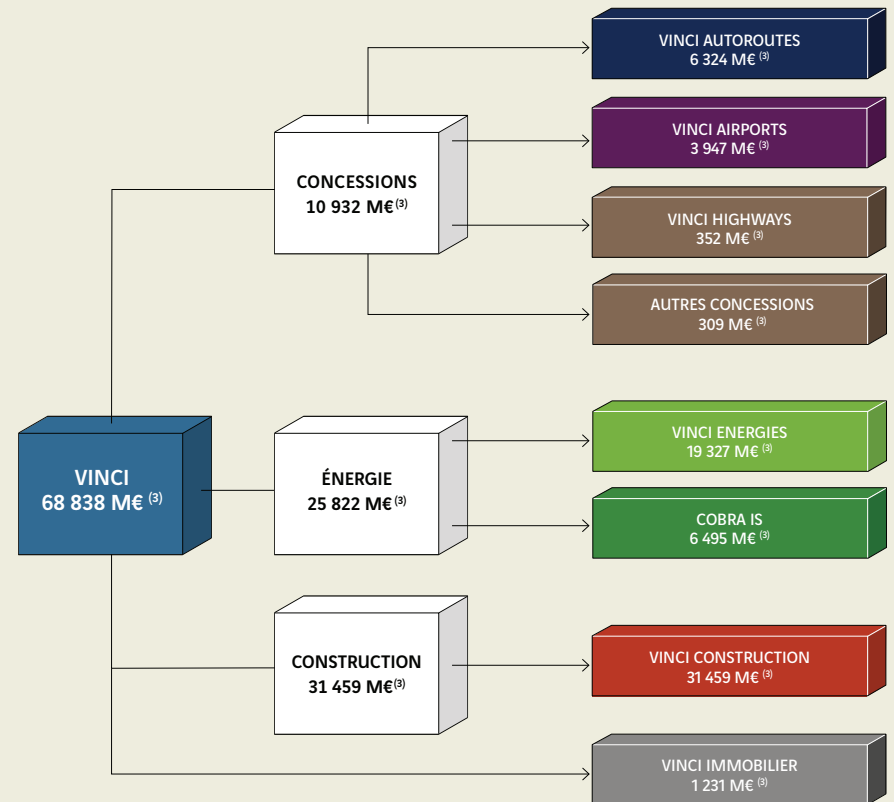 VINCI AUTOROUTES
6 324 M€ (3)
VINCI AIRPORTS
3 947 M€ (3)
CONCESSIONS
10 932 M€(3)
VINCI HIGHWAYS
352 M€ (3)
AUTRES CONCESSIONS
309 M€ (3)
VINCI
68 838 M€ (3)
ÉNERGIE
25 822 M€(3)
VINCI ENERGIES
19 327 M€ (3)
COBRA IS
6 495 M€ (3)
CONSTRUCTION
31 459 M€(3)
VINCI CONSTRUCTION
31 459 M€ (3)
VINCI IMMOBILIER
1 231 M€ (3)